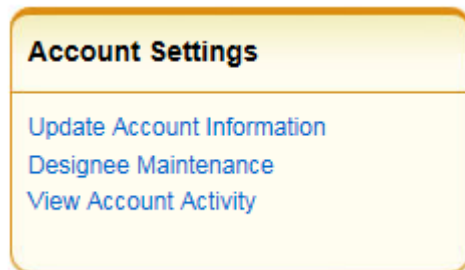 Account Settings
Update Account Information
Designee Maintenance
View Account Activity